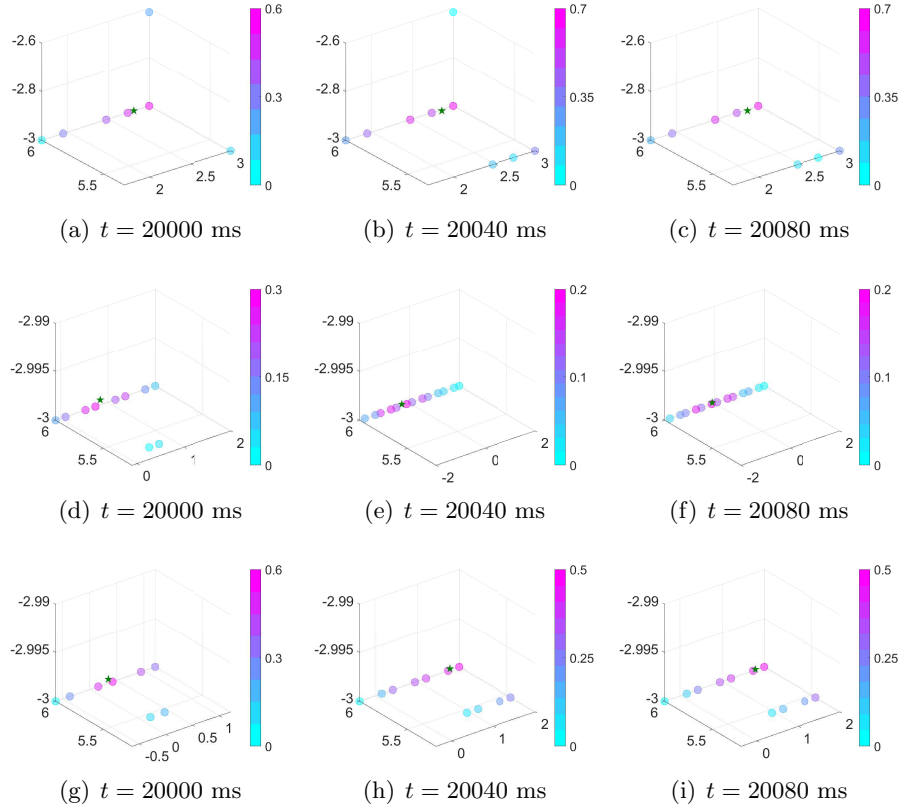 0.6 0.7 0.7
-2.6 -2.6 -2.6
-2.8 0.3 -2.8 0.35 -2.8 0.35
-3 3 -3 3 -3 3
6 2.5 6 2.5 6 2.5
5.5 2 0 5.5 2 0 5.5 2 0
(a) t = 20000 ms (b) t = 20040 ms (c) t = 20080 ms
0.3 0.2 0.2
-2.99 -2.99 -2.99
-2.995 0.15 -2.995 0.1 -2.995 0.1
-3 2 -3 2 -3 2
6 1 6 0 6 0
5.5 0 0 5.5 -2 0 5.5 -2 0
(d) t = 20000 ms (e) t = 20040 ms (f) t = 20080 ms
0.6 0.5 0.5
-2.99 -2.99 -2.99
-2.995 0.3 -2.995 0.25 -2.995 0.25
-3 1 -3 2 -3 2
6 0.5 6 1 6 1
5.5 0 5.5 0 5.5 0
-0.5 0 0 0
(g) t = 20000 ms (h) t = 20040 ms (i) t = 20080 ms